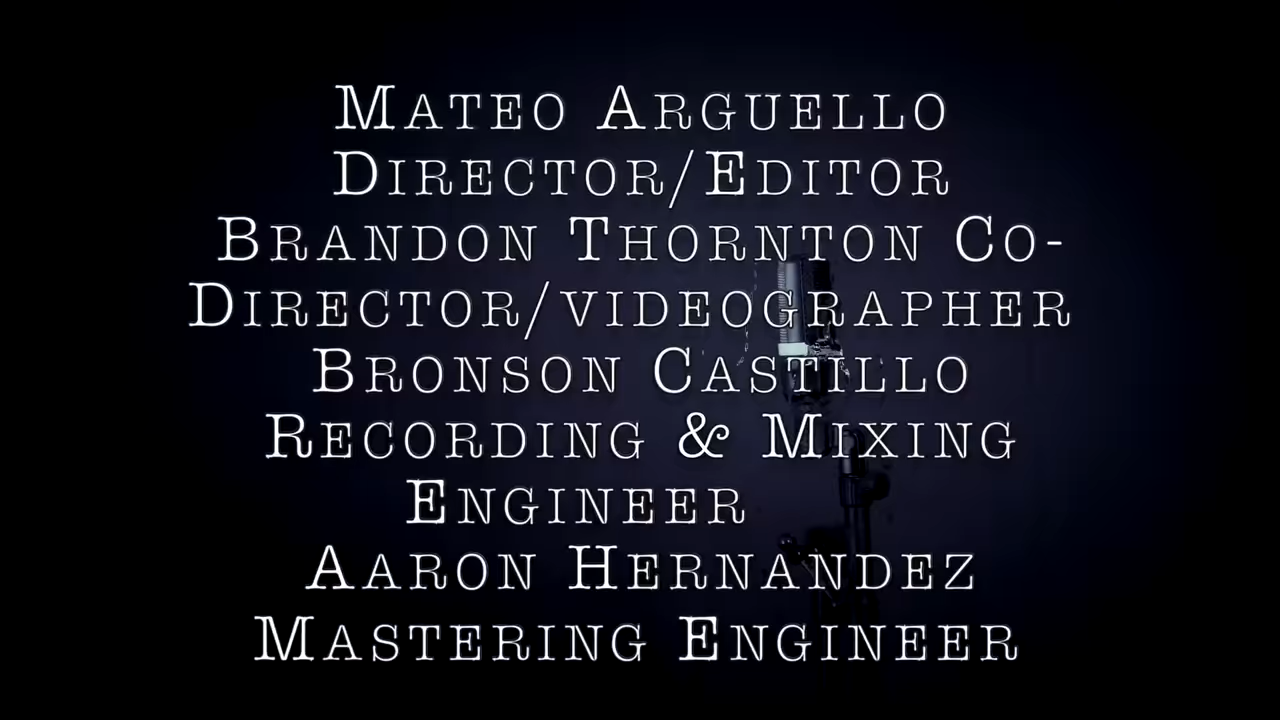 Mateo Arguello
Director/Editor
Brandon Thornton Co-
Director/videographer
Bronson Castillo
Recording & Mixing
Engineer
Aaron Hernandez
Mastering Engineer